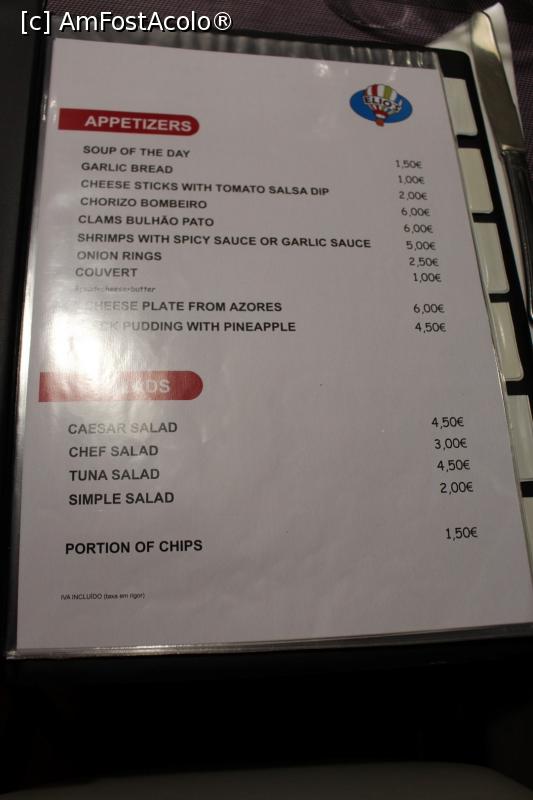 [c] AmFostAcolo®
ELIO'S
APPETIZERS
SOUP OF THE DAY 1,50€
GARLIC BREAD 1,00€
CHEESE STICKS WITH TOMATO SALSA DIP 2,00€
CHORIZO BOMBEIRO 6,00€
CLAMS BULHÃO PATO 6,00€
SHRIMPS WITH SPICY SAUCE OR GARLIC SAUCE 5,00€
ONION RINGS 2,50€
COUVERT 1,00€
CHEESE PLATE FROM AZORES 6,00€
PUDDING WITH PINEAPPLE 4,50€
CAESAR SALAD 4,50€
CHEF SALAD 3,00€
TUNA SALAD 4,50€
SIMPLE SALAD 2,00€
PORTION OF CHIPS 1,50€
IVA INCLUÍDO (taxa em rigor)